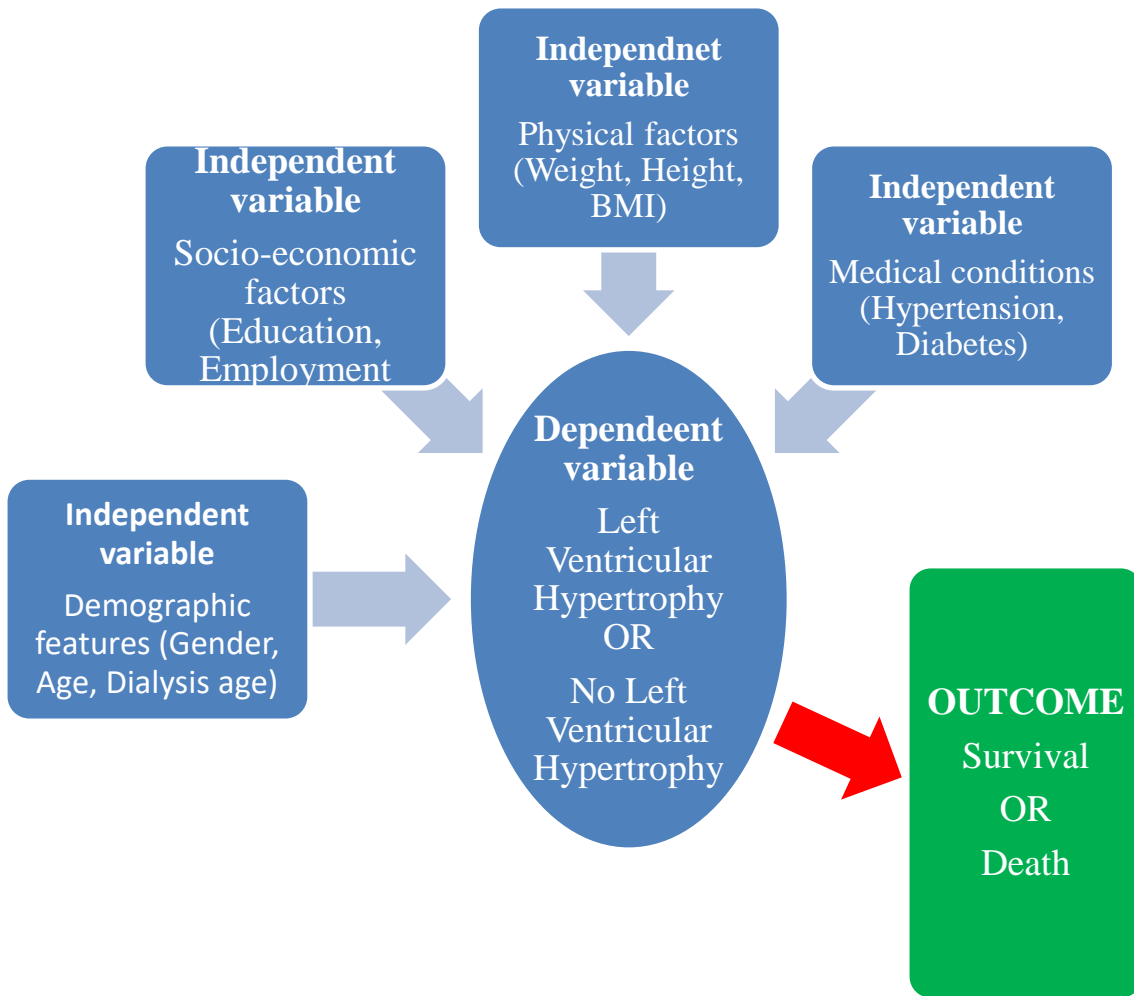 Independnet
variable
Physical factors
(Weight, Height,
BMI)
Independent
variable
Socio-economic
factors
(Education,
Employment
Independent
variable
Medical conditions
(Hypertension,
Diabetes)
Independent
variable
Demographic
features (Gender,
Age, Dialysis age)
Dependeent
variable
Left
Ventricular
Hypertrophy
OR
No Left
Ventricular
Hypertrophy
OUTCOME
Survival
OR
Death